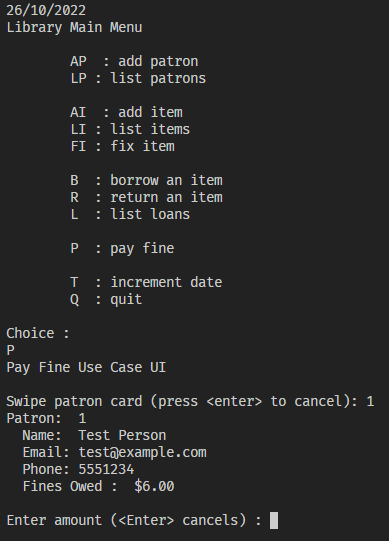 26/10/2022
Library Main Menu
AP : add patron
LP : list patrons
AI : add item
LI : list items
FI : fix item
B : borrow an item
R : return an item
L : list loans
P : pay fine
T : increment date
Q : quit
Choice :
P
Pay Fine Use Case UI
Swipe patron card (press <enter> to cancel): 1
Patron: 1
Name: Test Person
Email: test@example.com
Phone: 5551234
Fines Owed : $6.00
Enter amount (<Enter> cancels) :